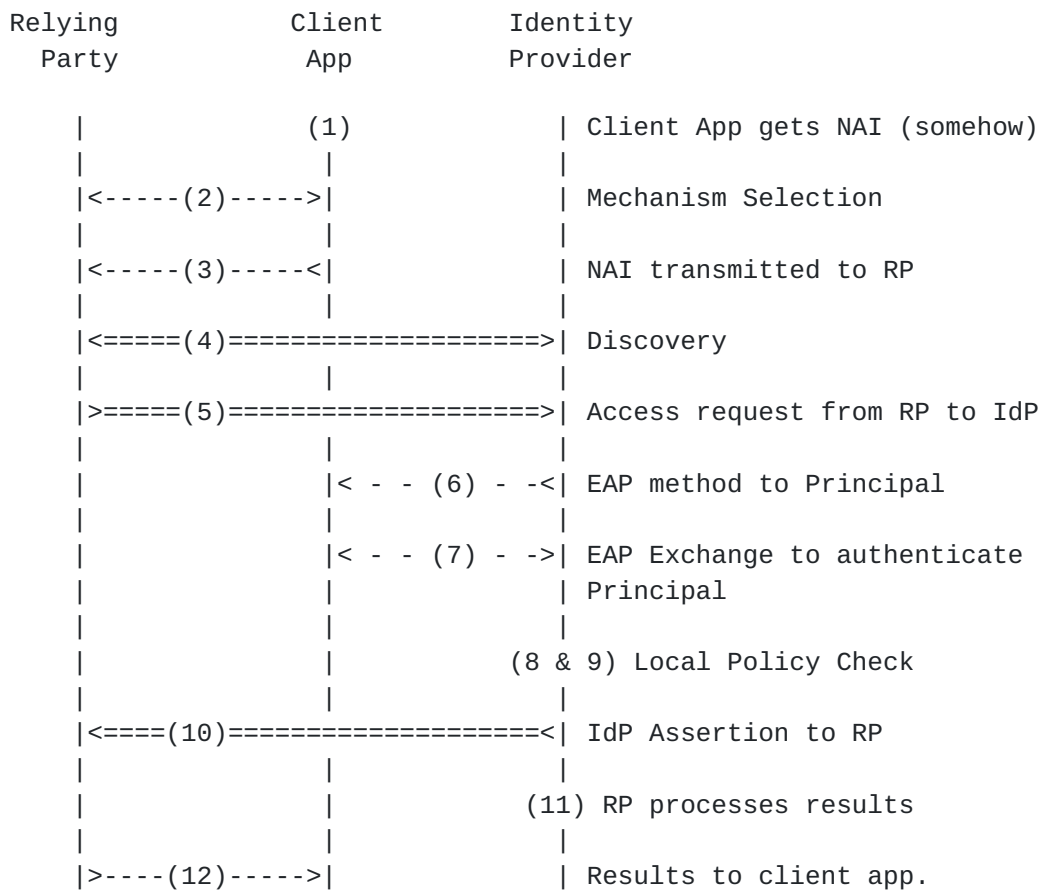 Relying           Client        Identity
  Party            App          Provider

    |              (1)             | Client App gets NAI (somehow)
    |               |              |
    |<-----(2)----->|              | Mechanism Selection
    |               |              |
    |<-----(3)-----<|              | NAI transmitted to RP
    |               |              |
    |<=====(4)====================>| Discovery
    |               |              |
    |>=====(5)====================>| Access request from RP to IdP
    |               |              |
    |               |< - - (6) - -<| EAP method to Principal
    |               |              |
    |               |< - - (7) - ->| EAP Exchange to authenticate
    |               |              | Principal
    |               |              |
    |               |           (8 & 9) Local Policy Check
    |               |              |
    |<====(10)====================<| IdP Assertion to RP
    |               |              |
    |               |            (11) RP processes results
    |               |              |
    |>----(12)----->|              | Results to client app.